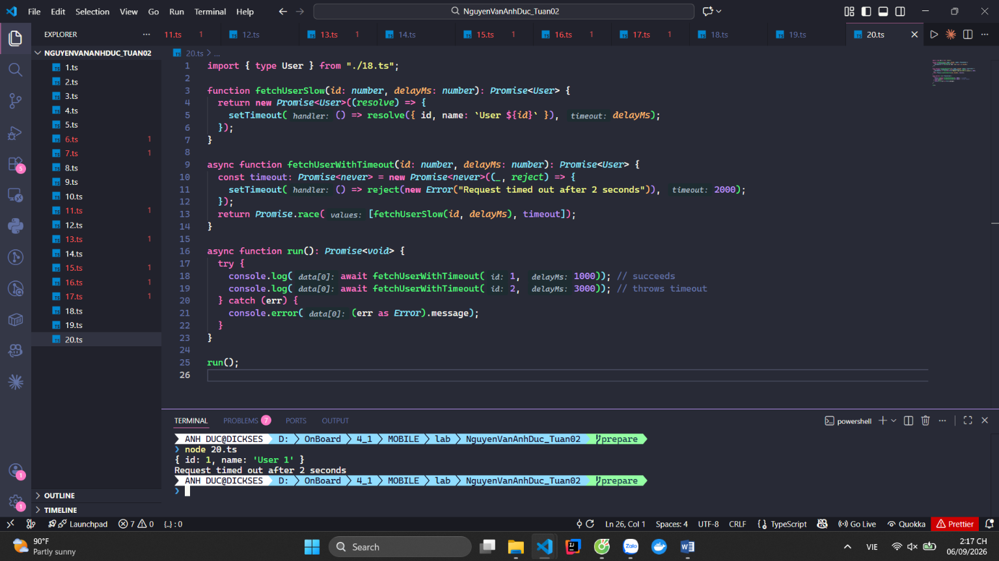 File Edit Selection View Go Run Terminal Help
NguyenVanAnhDuc_Tuan02
EXPLORER
11.ts 1
12.ts
13.ts 1
14.ts
15.ts 1
16.ts 1
17.ts 1
18.ts
19.ts
20.ts
NGUYENVANANHDUC_TUAN02
1.ts
2.ts
3.ts
4.ts
5.ts
6.ts 1
7.ts 1
8.ts
9.ts
10.ts
11.ts 1
12.ts
13.ts 1
14.ts
15.ts 1
16.ts 1
17.ts 1
18.ts
19.ts
20.ts
OUTLINE
TIMELINE
5
1
1
20.ts > ...
1 import { type User } from "./18.ts";
2
3 function fetchUserSlow(id: number, delayMs: number): Promise<User> {
4 return new Promise<User>((resolve) => {
5 setTimeout( handler: () => resolve({ id, name: `User ${id}` }), timeout: delayMs);
6 });
7 }
8
9 async function fetchUserWithTimeout(id: number, delayMs: number): Promise<User> {
10 const timeout: Promise<never> = new Promise<never>((_, reject) => {
11 setTimeout( handler: () => reject(new Error("Request timed out after 2 seconds")), timeout: 2000);
12 });
13 return Promise.race( values: [fetchUserSlow(id, delayMs), timeout]);
14 }
15
16 async function run(): Promise<void> {
17 try {
18 console.log( data[0]: await fetchUserWithTimeout( id: 1, delayMs: 1000)); // succeeds
19 console.log( data[0]: await fetchUserWithTimeout( id: 2, delayMs: 3000)); // throws timeout
20 } catch (err) {
21 console.error( data[0]: (err as Error).message);
22 }
23 }
24
25 run();
26
TERMINAL PROBLEMS 7 PORTS OUTPUT
powershell
ANH DUC@DICKSES D: OnBoard 4_1 MOBILE lab NguyenVanAnhDuc_Tuan02 prepare
❯ node 20.ts
{ id: 1, name: 'User 1' }
Request timed out after 2 seconds
ANH DUC@DICKSES D: OnBoard 4_1 MOBILE lab NguyenVanAnhDuc_Tuan02 prepare
❯
Launchpad 7 0 {..} : 0
Ln 26, Col 1 Spaces: 4 UTF-8 CRLF TypeScript Go Live Quokka Prettier
90°F
Partly sunny
Search
VIE
2:17 CH
06/09/2026